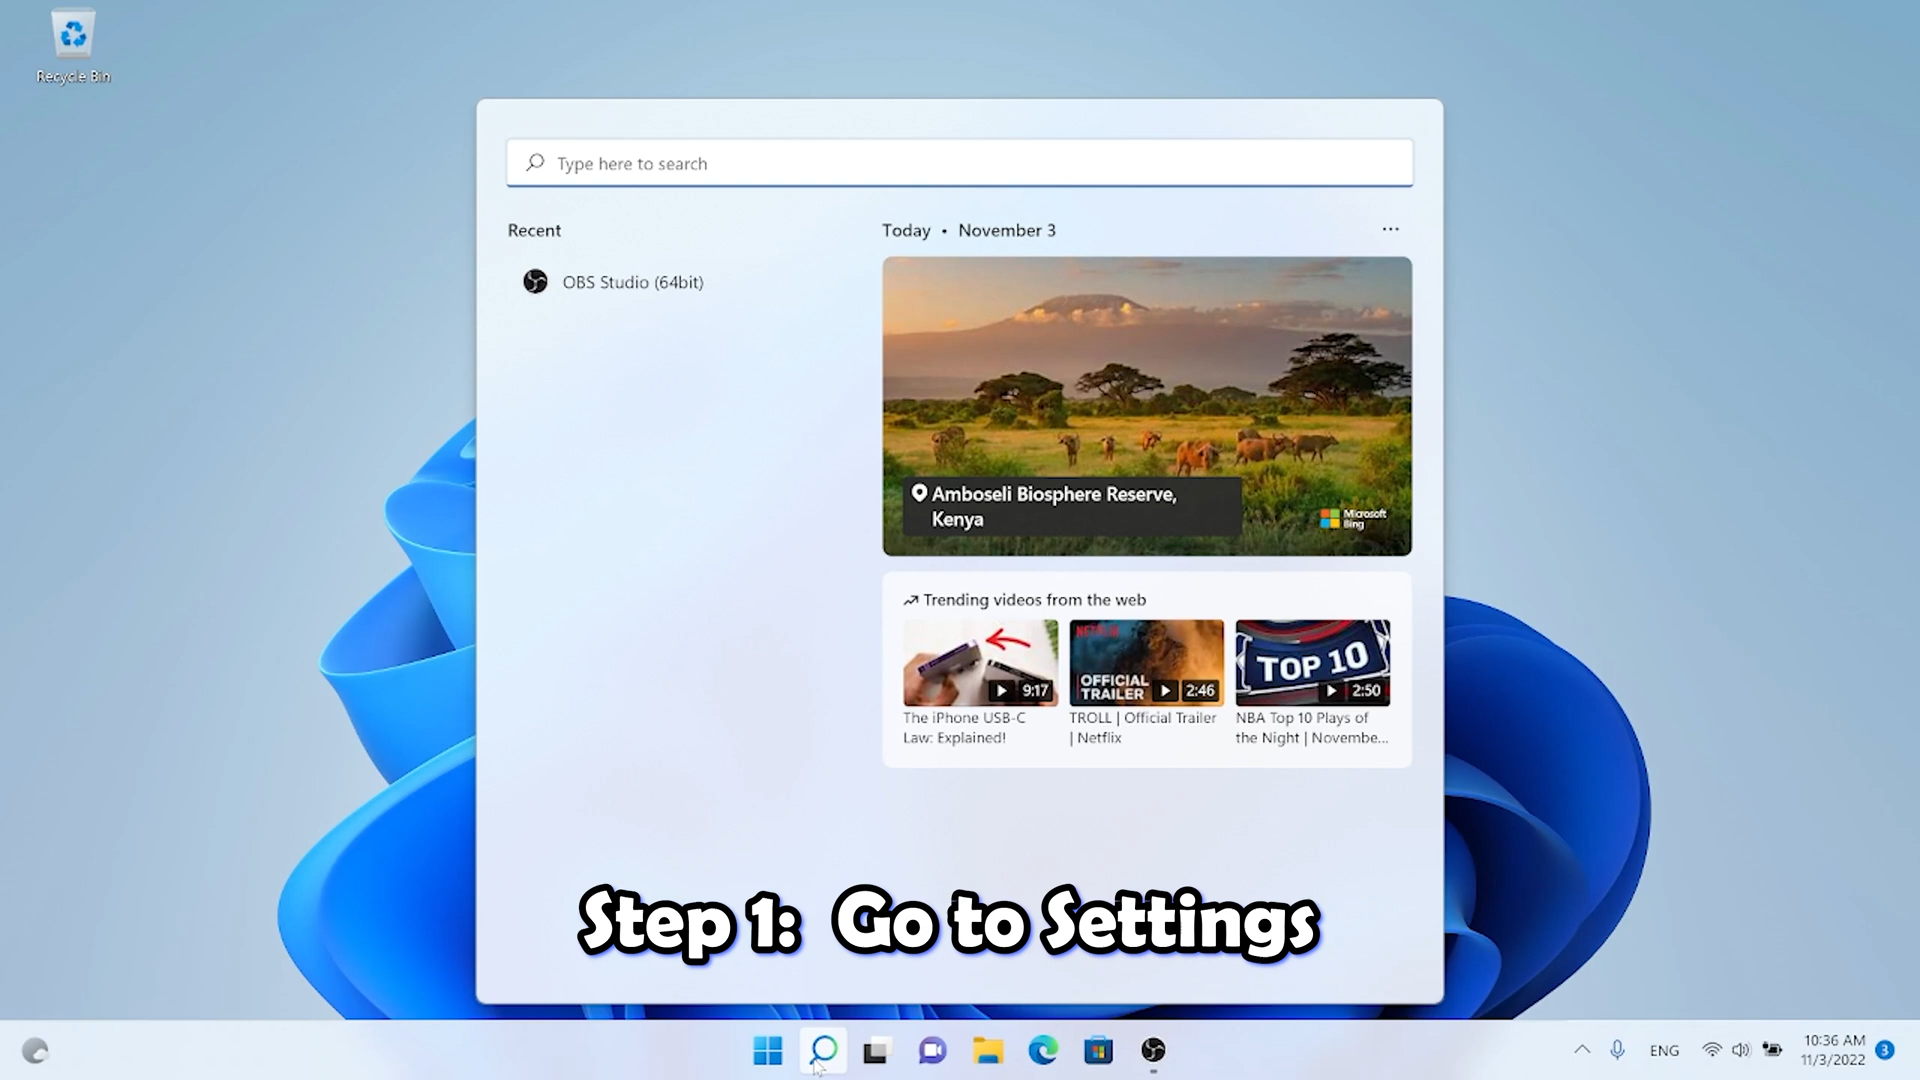 Recycle Bin
Type here to search
Recent
OBS Studio (64bit)
Today • November 3
Amboseli Biosphere Reserve,
Kenya
Microsoft
Bing
Trending videos from the web
9:17
The iPhone USB-C
Law: Explained!
NETFLIX
OFFICIAL
TRAILER
2:46
TROLL | Official Trailer
| Netflix
TOP 10
2:50
NBA Top 10 Plays of
the Night | Novembe...
Step 1: Go to Settings
ENG
10:36 AM
11/3/2022
3